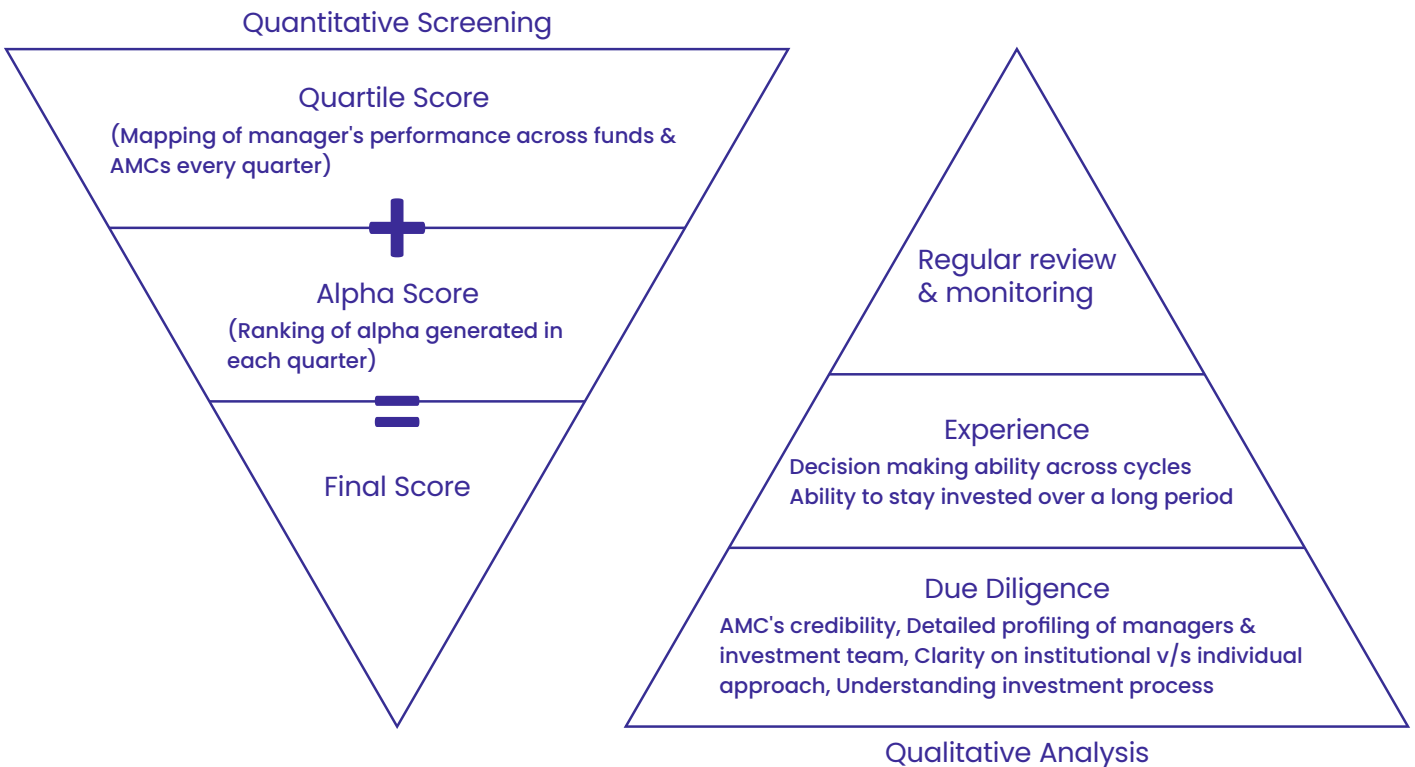 Quantitative Screening
Quartile Score
(Mapping of manager's performance across funds &
AMCs every quarter)
+
Alpha Score
(Ranking of alpha generated in
each quarter)
=
Final Score
Regular review
& monitoring
Experience
Decision making ability across cycles
Ability to stay invested over a long period
Due Diligence
AMC's credibility, Detailed profiling of managers &
investment team, Clarity on institutional v/s individual
approach, Understanding investment process
Qualitative Analysis